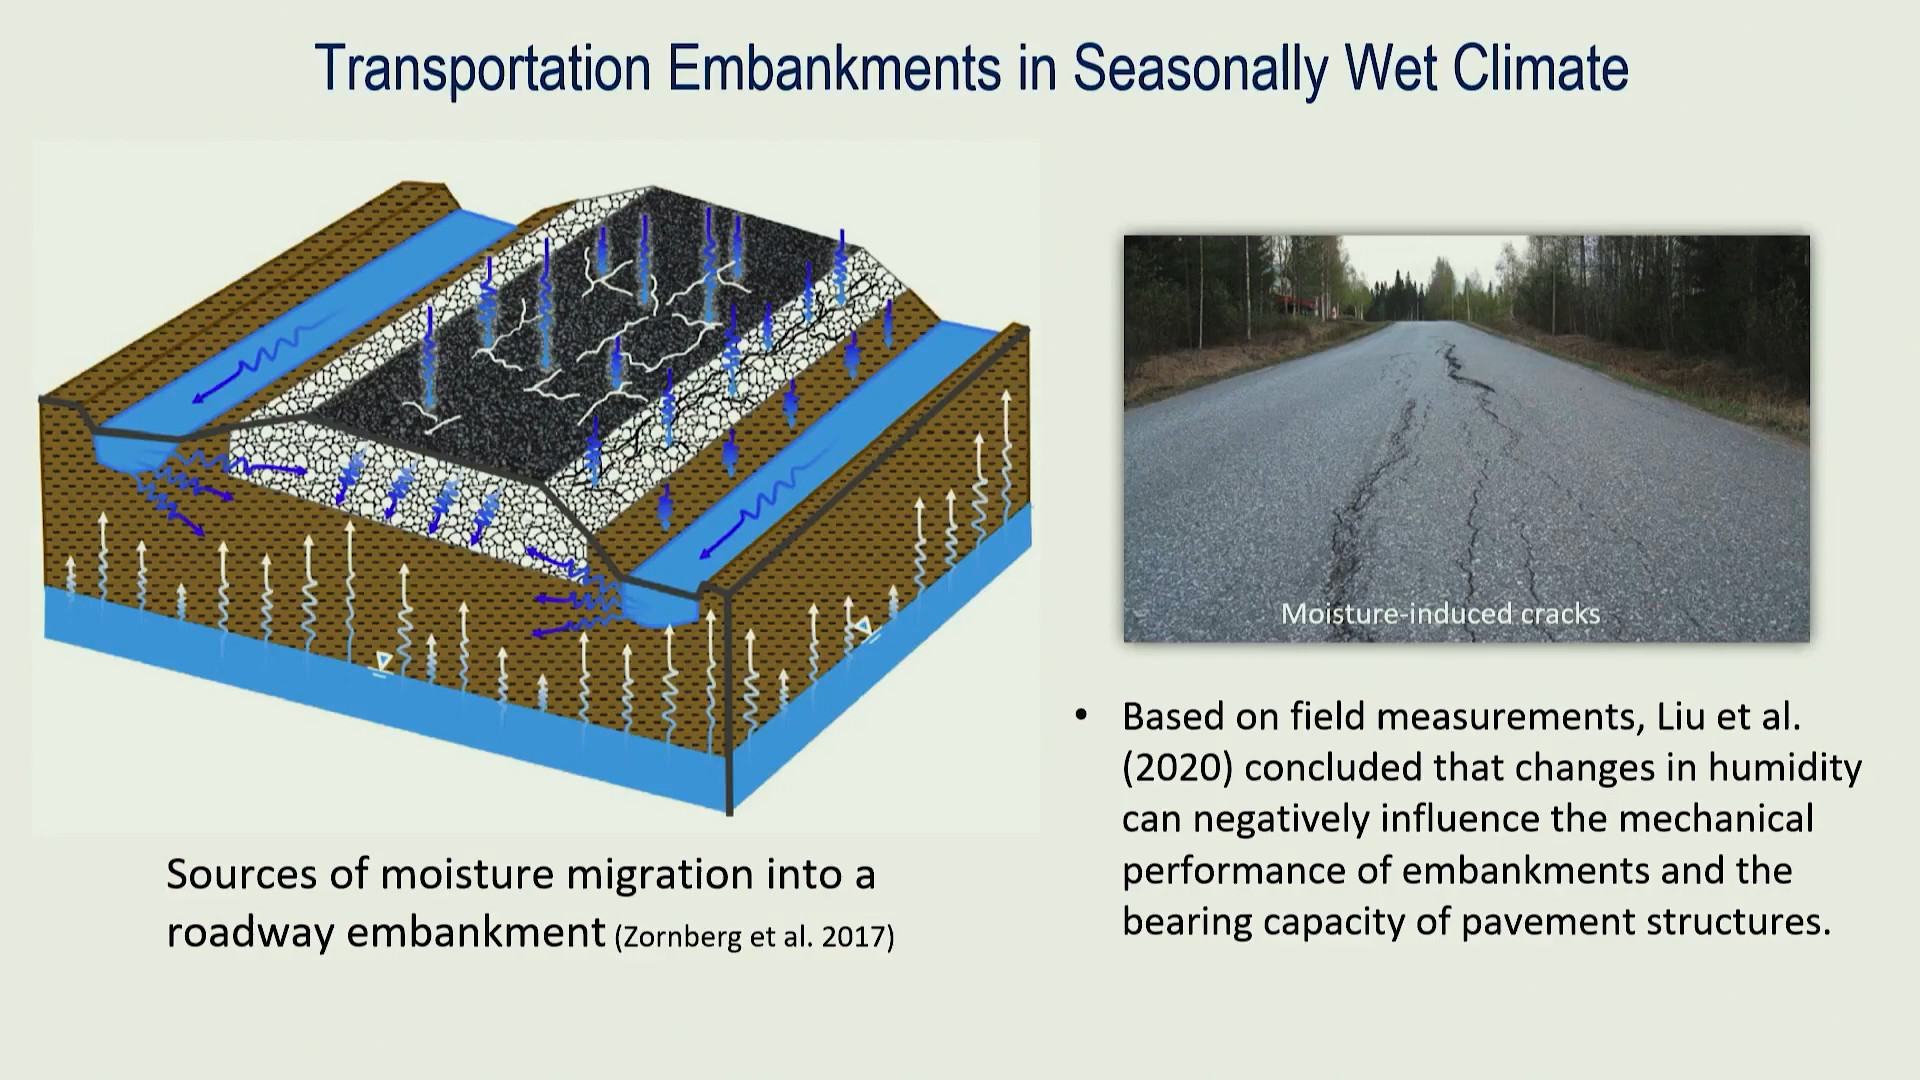 Transportation Embankments in Seasonally Wet Climate
Moisture-induced cracks
Sources of moisture migration into a
roadway embankment (Zornberg et al. 2017)
• Based on field measurements, Liu et al.
(2020) concluded that changes in humidity
can negatively influence the mechanical
performance of embankments and the
bearing capacity of pavement structures.